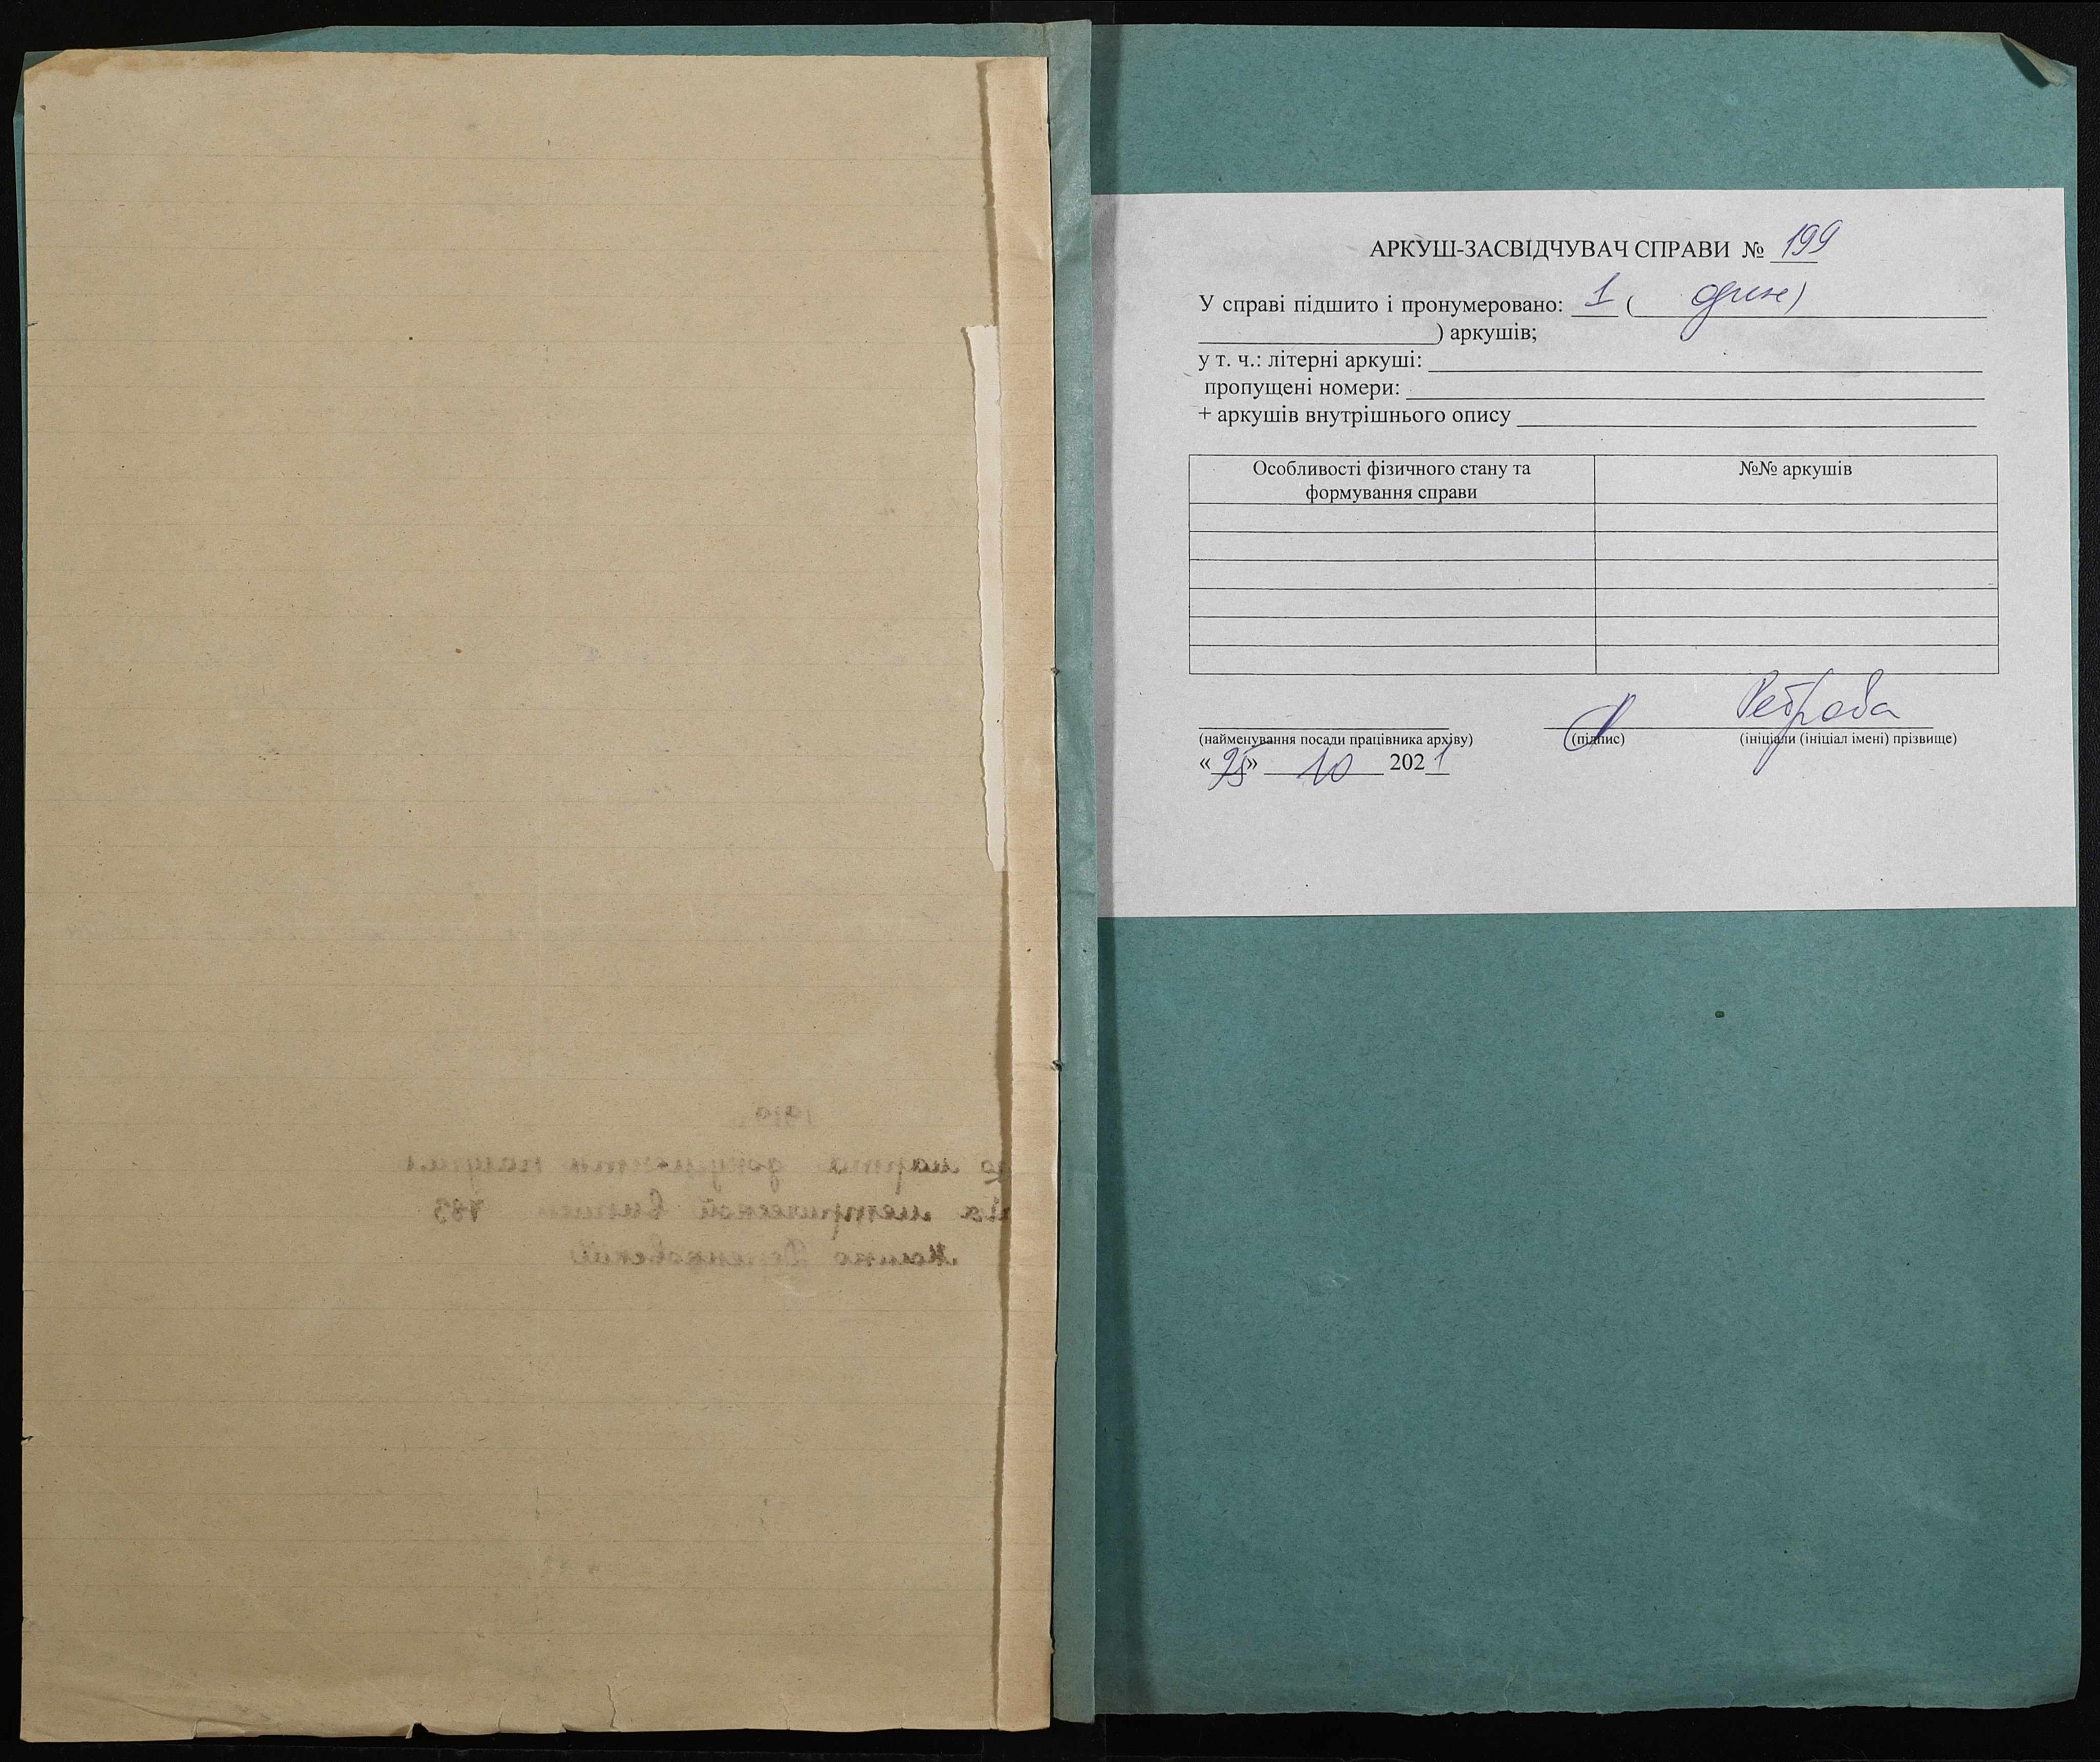 АРКУШ-ЗАСВІДЧУВАЧ СПРАВИ № 199
У справі підшито і пронумеровано: 1 ( один)
) аркушів;
у т. ч.: літерні аркуші:
пропущені номери:
+ аркушів внутрішнього опису
Особливості фізичного стану та формування справи
№№ аркушів
Петрова
(найменування посади працівника архіву) (підпис) (ініціали (ініціал імені) прізвище)
«25» 10 2021